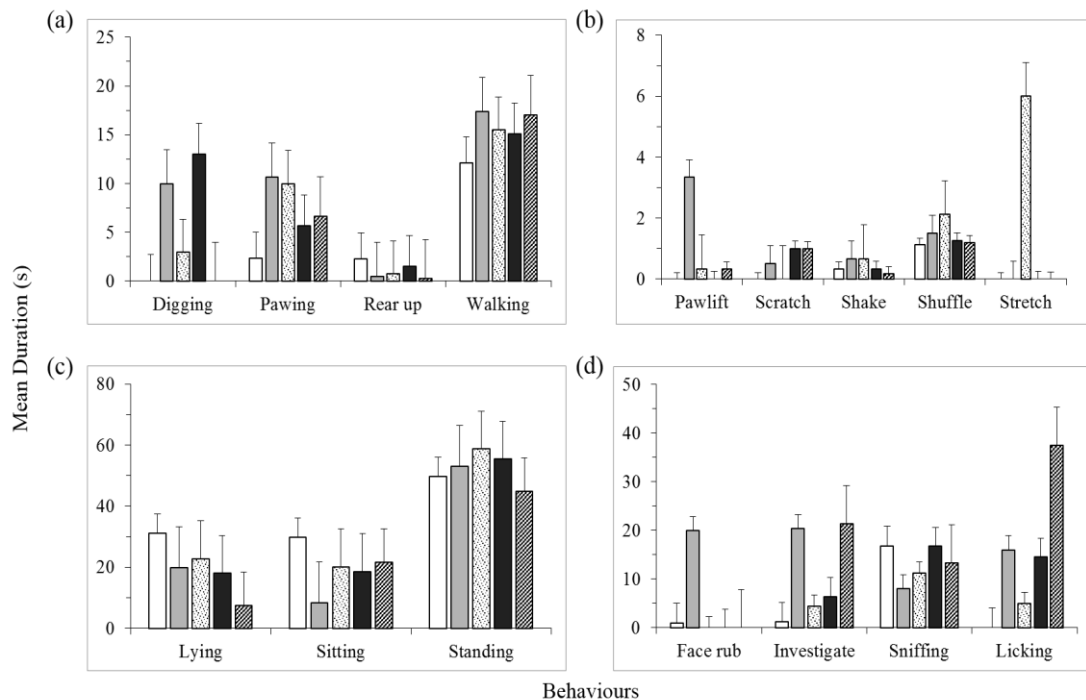 (a)
25
20
15
10
5
0
Digging Pawing Rear up Walking
(b)
8
6
4
2
0
Pawlift Scratch Shake Shuffle Stretch
Mean Duration (s)
(c)
80
60
40
20
0
Lying Sitting Standing
(d)
50
40
30
20
10
0
Face rub Investigate Sniffing Licking
Behaviours